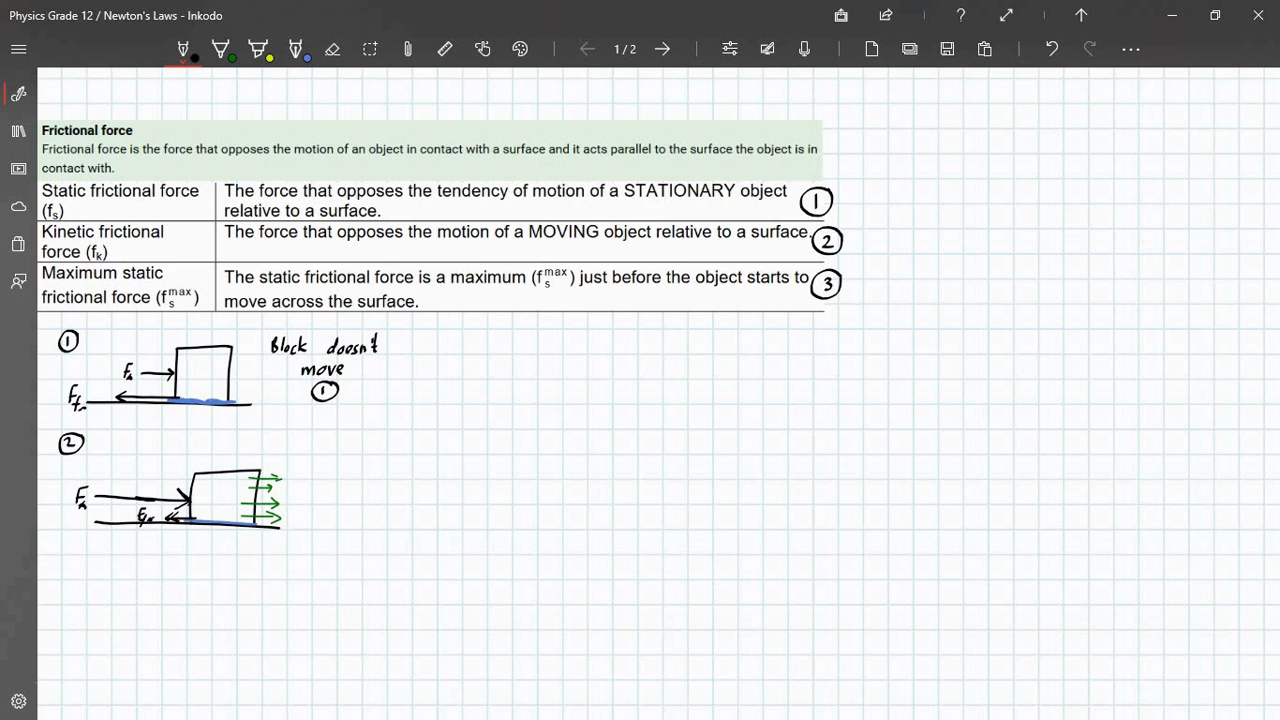 Physics Grade 12 / Newton's Laws - Inkodo
1/2
Frictional force
Frictional force is the force that opposes the motion of an object in contact with a surface and it acts parallel to the surface the object is in
contact with.
Static frictional force
(fs)
The force that opposes the tendency of motion of a STATIONARY object
relative to a surface.
1
Kinetic frictional
force (fk)
The force that opposes the motion of a MOVING object relative to a surface.
2
Maximum static
frictional force (fs max)
The static frictional force is a maximum (fs max) just before the object starts to
move across the surface.
3
1
Block doesn't
move
1
2